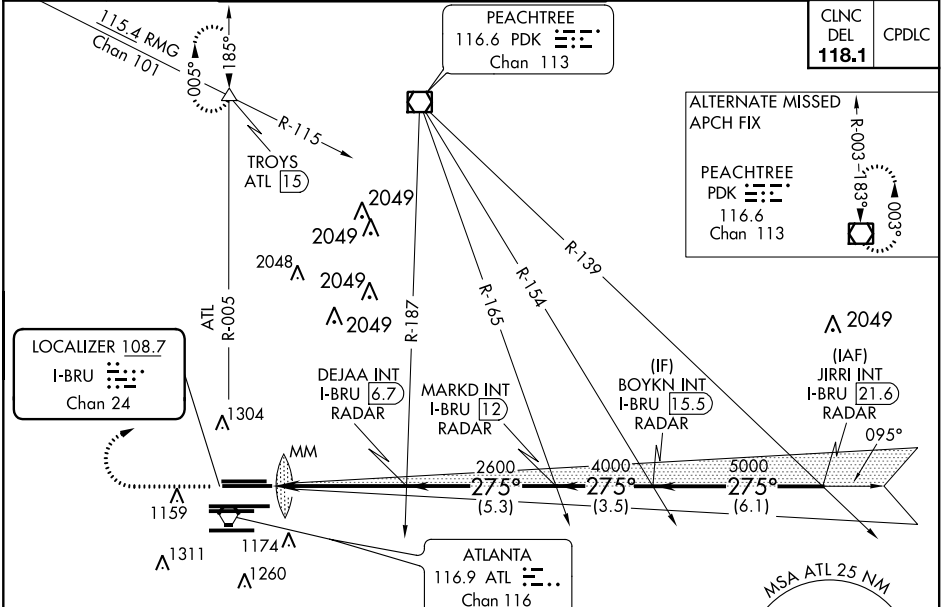 115.4 RMG
Chan 101
005°
185°
R-115
TROYS
ATL 15
PEACHTREE
116.6 PDK
Chan 113
CLNC
DEL
118.1
CPDLC
ALTERNATE MISSED
APCH FIX
PEACHTREE
PDK
116.6
Chan 113
R-003
183°
003°
2049
2049
2048
2049
2049
R-187
R-165
R-154
R-139
ATL
R-005
2049
LOCALIZER 108.7
I-BRU
Chan 24
1304
DEJAA INT
I-BRU 6.7
RADAR
MARKD INT
I-BRU 12
RADAR
(IF)
BOYKN INT
I-BRU 15.5
RADAR
(IAF)
JIRRI INT
I-BRU 21.6
RADAR
095°
MM
2600
4000
5000
275°
275°
275°
(5.3)
(3.5)
(6.1)
1159
1311
1174
1260
ATLANTA
116.9 ATL
Chan 116
MSA ATL 25 NM